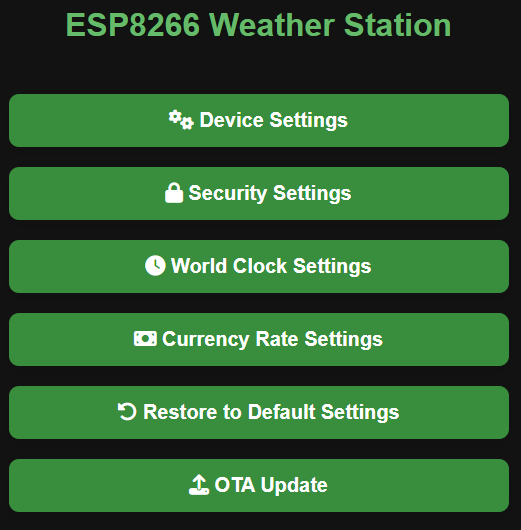 ESP8266 Weather Station
Device Settings
Security Settings
World Clock Settings
Currency Rate Settings
Restore to Default Settings
OTA Update